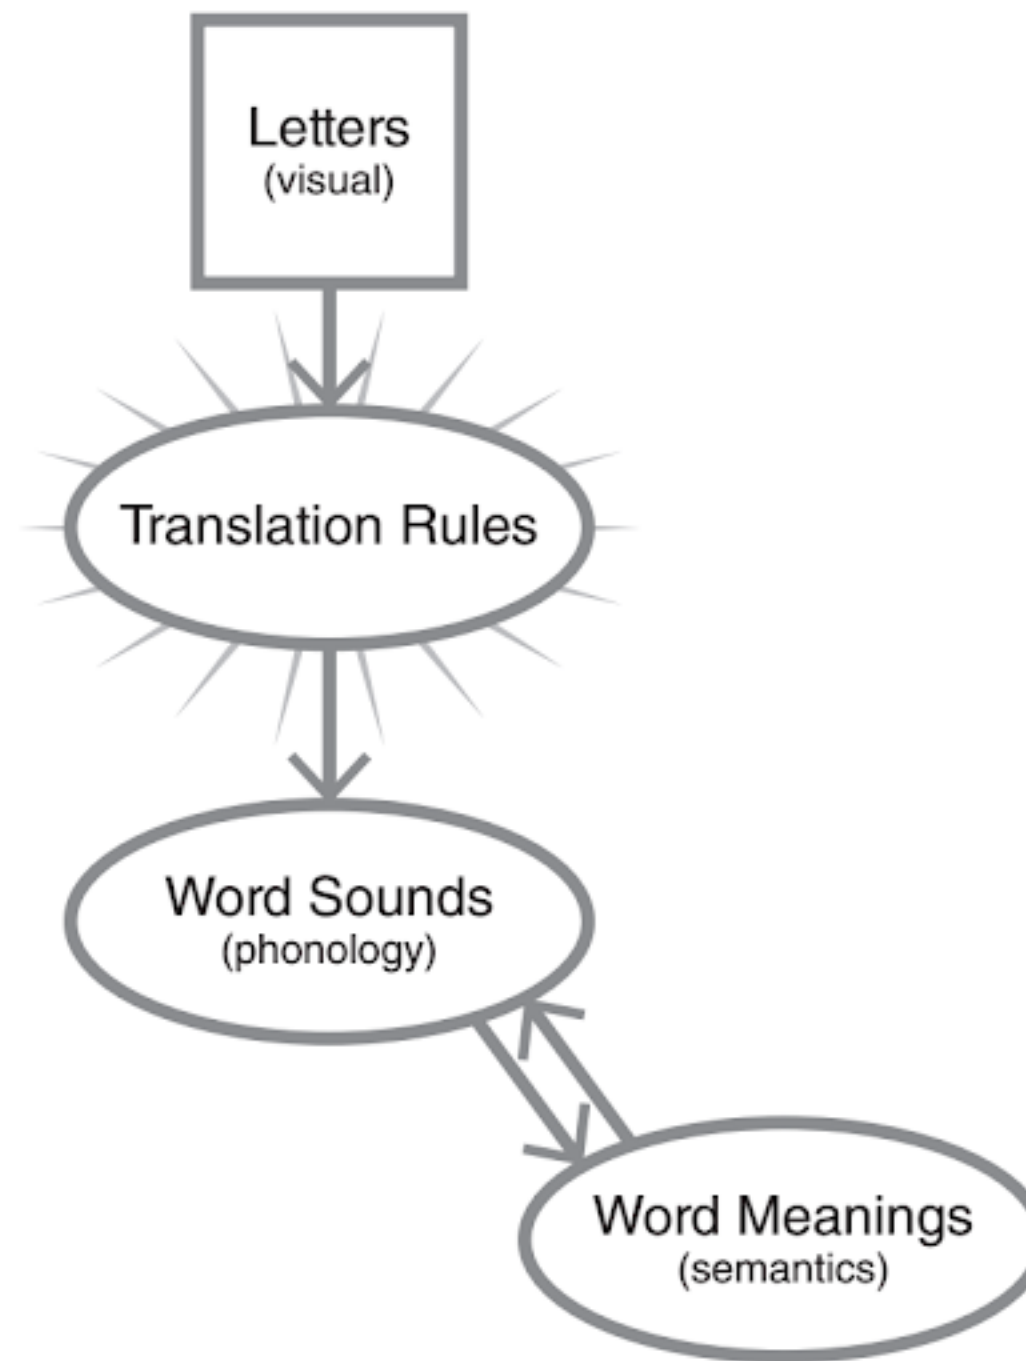 Letters
(visual)
Translation Rules
Word Sounds
(phonology)
Word Meanings
(semantics)